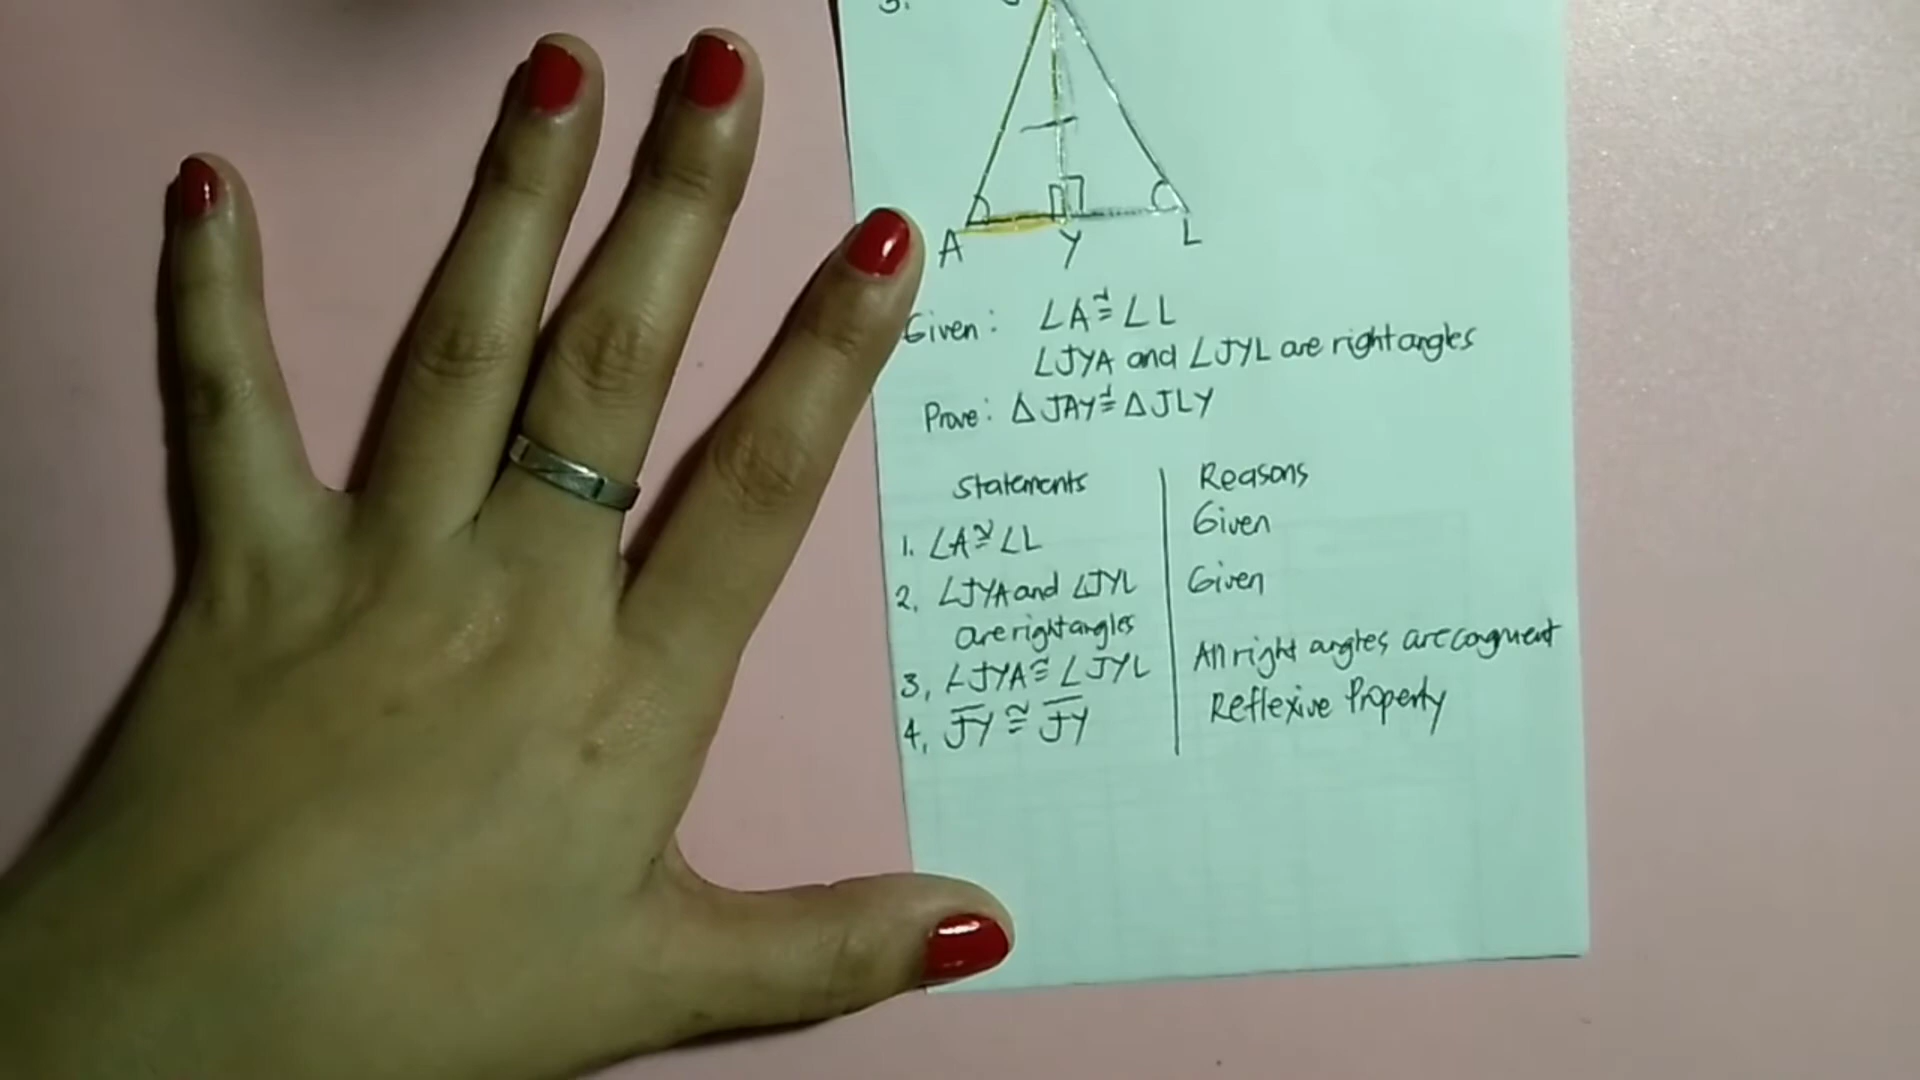 3.
A Y L
Given: ∠A ≅ ∠L
∠JYA and ∠JYL are right angles
Prove: △JAY ≅ △JLY
Statements Reasons
1. ∠A ≅ ∠L Given
2. ∠JYA and ∠JYL Given
are right angles
3. ∠JYA ≅ ∠JYL All right angles are congruent
4. JY ≅ JY Reflexive Property